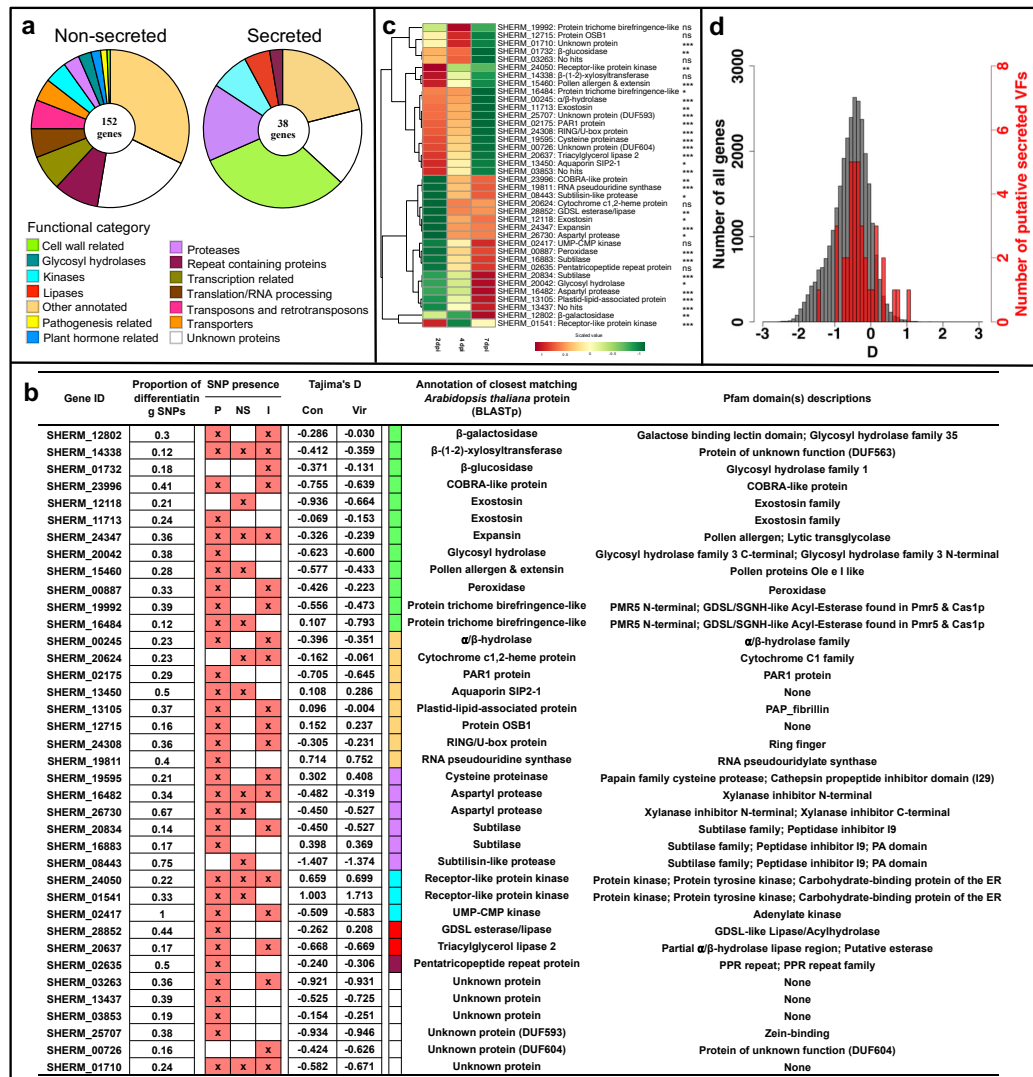 a
Non-secreted
Secreted
152
genes
38
genes
Functional category
Cell wall related
Glycosyl hydrolases
Kinases
Lipases
Other annotated
Pathogenesis related
Plant hormone related
Proteases
Repeat containing proteins
Transcription related
Translation/RNA processing
Transposons and retrotransposons
Transporters
Unknown proteins
c
SHERM_19992: Protein trichome birefringence-like ns
SHERM_12715: Protein OSB1 ns
SHERM_01710: Unknown protein ***
SHERM_01732: β-glucosidase **
SHERM_03263: No hits ns
SHERM_24050: Receptor-like protein kinase **
SHERM_14338: β-(1-2)-xylosyltransferase ns
SHERM_15460: Pollen allergen & extensin ***
SHERM_16484: Protein trichome birefringence-like *
SHERM_00245: α/β-hydrolase ***
SHERM_11713: Exostosin **
SHERM_25707: Unknown protein (DUF593) ***
SHERM_02175: PAR1 protein ***
SHERM_24308: RING/U-box protein ***
SHERM_19595: Cysteine proteinase ***
SHERM_00726: Unknown protein (DUF604) ***
SHERM_20637: Triacylglycerol lipase 2 ***
SHERM_13450: Aquaporin SIP2-1 *
SHERM_03853: No hits ***
SHERM_23996: COBRA-like protein **
SHERM_19811: RNA pseudouridine synthase ***
SHERM_08443: Subtilisin-like protease *
SHERM_20624: Cytochrome c1,2-heme protein ns
SHERM_28852: GDSL esterase/lipase **
SHERM_12118: Exostosin *
SHERM_24347: Expansin ***
SHERM_26730: Aspartyl protease *
SHERM_02417: UMP-CMP kinase ns
SHERM_00887: Peroxidase ***
SHERM_16883: Subtilase ***
SHERM_02635: Pentatricopeptide repeat protein ns
SHERM_20834: Subtilase ***
SHERM_20042: Glycosyl hydrolase *
SHERM_16482: Aspartyl protease ***
SHERM_13105: Plastid-lipid-associated protein ***
SHERM_13437: No hits ***
SHERM_12802: β-galactosidase **
SHERM_01541: Receptor-like protein kinase ***
2 dpi 4 dpi 7 dpi
Scaled value
1 0.5 0 -0.5 -1
d
Number of all genes
0 1000 2000 3000
Number of putative secreted VFs
0 2 4 6 8
-3 -2 -1 0 1 2 3
D
b
Gene ID Proportion of differentiatin g SNPs SNP presence P NS I Tajima's D Con Vir Annotation of closest matching Arabidopsis thaliana protein (BLASTp) Pfam domain(s) descriptions
SHERM_12802 0.3 x x -0.286 -0.030 β-galactosidase Galactose binding lectin domain; Glycosyl hydrolase family 35
SHERM_14338 0.12 x x x -0.412 -0.359 β-(1-2)-xylosyltransferase Protein of unknown function (DUF563)
SHERM_01732 0.18 x -0.371 -0.131 β-glucosidase Glycosyl hydrolase family 1
SHERM_23996 0.41 x x -0.755 -0.639 COBRA-like protein COBRA-like protein
SHERM_12118 0.21 x -0.936 -0.664 Exostosin Exostosin family
SHERM_11713 0.24 x -0.069 -0.153 Exostosin Exostosin family
SHERM_24347 0.36 x x x -0.326 -0.239 Expansin Pollen allergen; Lytic transglycolase
SHERM_20042 0.38 x -0.623 -0.600 Glycosyl hydrolase Glycosyl hydrolase family 3 C-terminal; Glycosyl hydrolase family 3 N-terminal
SHERM_15460 0.28 x x -0.577 -0.433 Pollen allergen & extensin Pollen proteins Ole e I like
SHERM_00887 0.33 x x -0.426 -0.223 Peroxidase Peroxidase
SHERM_19992 0.39 x x -0.556 -0.473 Protein trichome birefringence-like PMR5 N-terminal; GDSL/SGNH-like Acyl-Esterase found in Pmr5 & Cas1p
SHERM_16484 0.12 x x 0.107 -0.793 Protein trichome birefringence-like PMR5 N-terminal; GDSL/SGNH-like Acyl-Esterase found in Pmr5 & Cas1p
SHERM_00245 0.23 x x -0.396 -0.351 α/β-hydrolase α/β-hydrolase family
SHERM_20624 0.23 x x -0.162 -0.061 Cytochrome c1,2-heme protein Cytochrome C1 family
SHERM_02175 0.29 x -0.705 -0.645 PAR1 protein PAR1 protein
SHERM_13450 0.5 x x 0.108 0.286 Aquaporin SIP2-1 None
SHERM_13105 0.37 x x 0.096 -0.004 Plastid-lipid-associated protein PAP_fibrillin
SHERM_12715 0.16 x x 0.152 0.237 Protein OSB1 None
SHERM_24308 0.36 x x -0.305 -0.231 RING/U-box protein Ring finger
SHERM_19811 0.4 x 0.714 0.752 RNA pseudouridine synthase RNA pseudouridylate synthase
SHERM_19595 0.21 x x 0.302 0.408 Cysteine proteinase Papain family cysteine protease; Cathepsin propeptide inhibitor domain (I29)
SHERM_16482 0.34 x x x -0.482 -0.319 Aspartyl protease Xylanase inhibitor N-terminal
SHERM_26730 0.67 x x -0.450 -0.527 Aspartyl protease Xylanase inhibitor N-terminal; Xylanase inhibitor C-terminal
SHERM_20834 0.14 x x -0.450 -0.527 Subtilase Subtilase family; Peptidase inhibitor I9
SHERM_16883 0.17 x 0.398 0.369 Subtilase Subtilase family; Peptidase inhibitor I9; PA domain
SHERM_08443 0.75 x -1.407 -1.374 Subtilisin-like protease Subtilase family; Peptidase inhibitor I9; PA domain
SHERM_24050 0.22 x x x 0.659 0.699 Receptor-like protein kinase Protein kinase; Protein tyrosine kinase; Carbohydrate-binding protein of the ER
SHERM_01541 0.33 x x 1.003 1.713 Receptor-like protein kinase Protein kinase; Protein tyrosine kinase; Carbohydrate-binding protein of the ER
SHERM_02417 1 x x -0.509 -0.583 UMP-CMP kinase Adenylate kinase
SHERM_28852 0.44 x -0.262 0.208 GDSL esterase/lipase GDSL-like Lipase/Acylhydrolase
SHERM_20637 0.17 x x -0.668 -0.669 Triacylglycerol lipase 2 Partial α/β-hydrolase lipase region; Putative esterase
SHERM_02635 0.5 x -0.240 -0.306 Pentatricopeptide repeat protein PPR repeat; PPR repeat family
SHERM_03263 0.36 x x -0.921 -0.931 Unknown protein None
SHERM_13437 0.39 x -0.525 -0.725 Unknown protein None
SHERM_03853 0.19 x -0.154 -0.251 Unknown protein None
SHERM_25707 0.38 x -0.934 -0.946 Unknown protein (DUF593) Zein-binding
SHERM_00726 0.16 x -0.424 -0.626 Unknown protein (DUF604) Protein of unknown function (DUF604)
SHERM_01710 0.24 x x x -0.582 -0.671 Unknown protein None